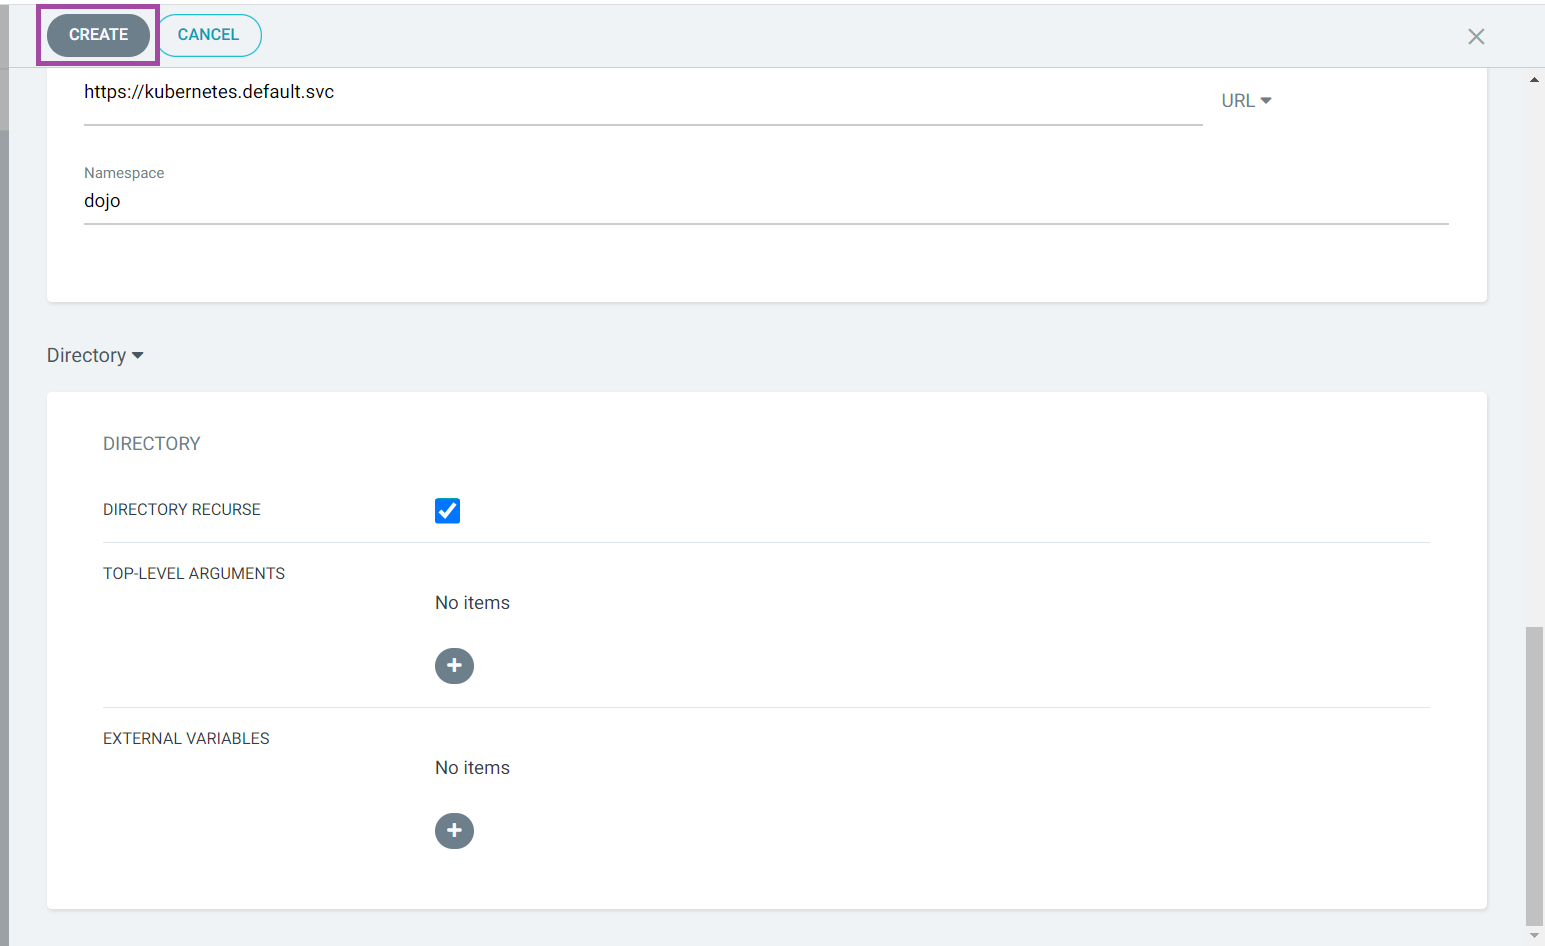 CREATE CANCEL
https://kubernetes.default.svc URL
Namespace
dojo
Directory
DIRECTORY
DIRECTORY RECURSE
TOP-LEVEL ARGUMENTS
No items
EXTERNAL VARIABLES
No items